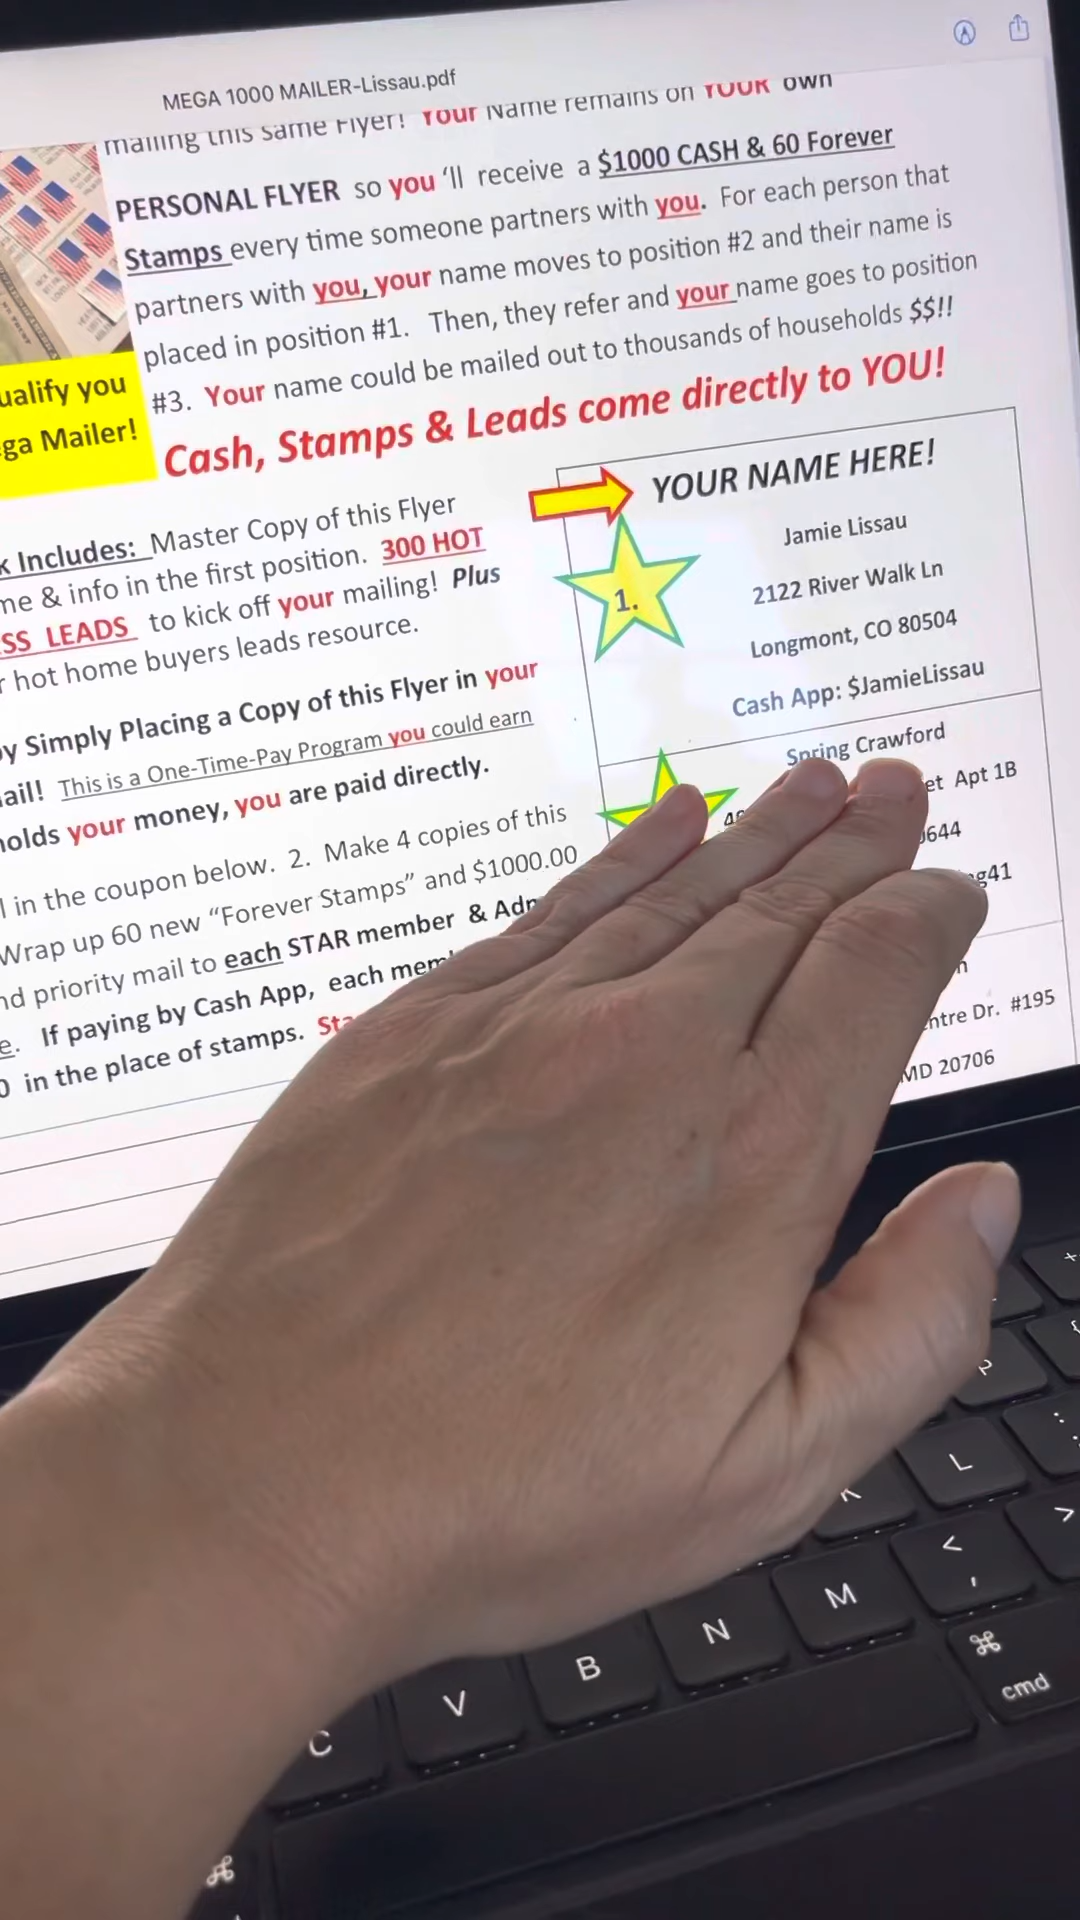 MEGA 1000 MAILER-Lissau.pdf
mailing this same Flyer! Your Name remains on YOUR own
PERSONAL FLYER so you 'll receive a $1000 CASH & 60 Forever
Stamps every time someone partners with you. For each person that
partners with you, your name moves to position #2 and their name is
placed in position #1. Then, they refer and your name goes to position
#3. Your name could be mailed out to thousands of households $$!!
ualify you
ga Mailer!
Cash, Stamps & Leads come directly to YOU!
k Includes: Master Copy of this Flyer
me & info in the first position. 300 HOT
SS LEADS to kick off your mailing! Plus
r hot home buyers leads resource.
by Simply Placing a Copy of this Flyer in your
ail! This is a One-Time-Pay Program you could earn
holds your money, you are paid directly.
l in the coupon below. 2. Make 4 copies of this
Wrap up 60 new “Forever Stamps” and $1000.00
nd priority mail to each STAR member & Adm
e. If paying by Cash App, each mem
0 in the place of stamps. Sta
YOUR NAME HERE!
1.
Jamie Lissau
2122 River Walk Ln
Longmont, CO 80504
Cash App: $JamieLissau
Spring Crawford
et Apt 1B
0644
ng41
n
entre Dr. #195
MD 20706
+
?
L
K
>
<
,
M
N
B
V
C
⌘
cmd
⌘